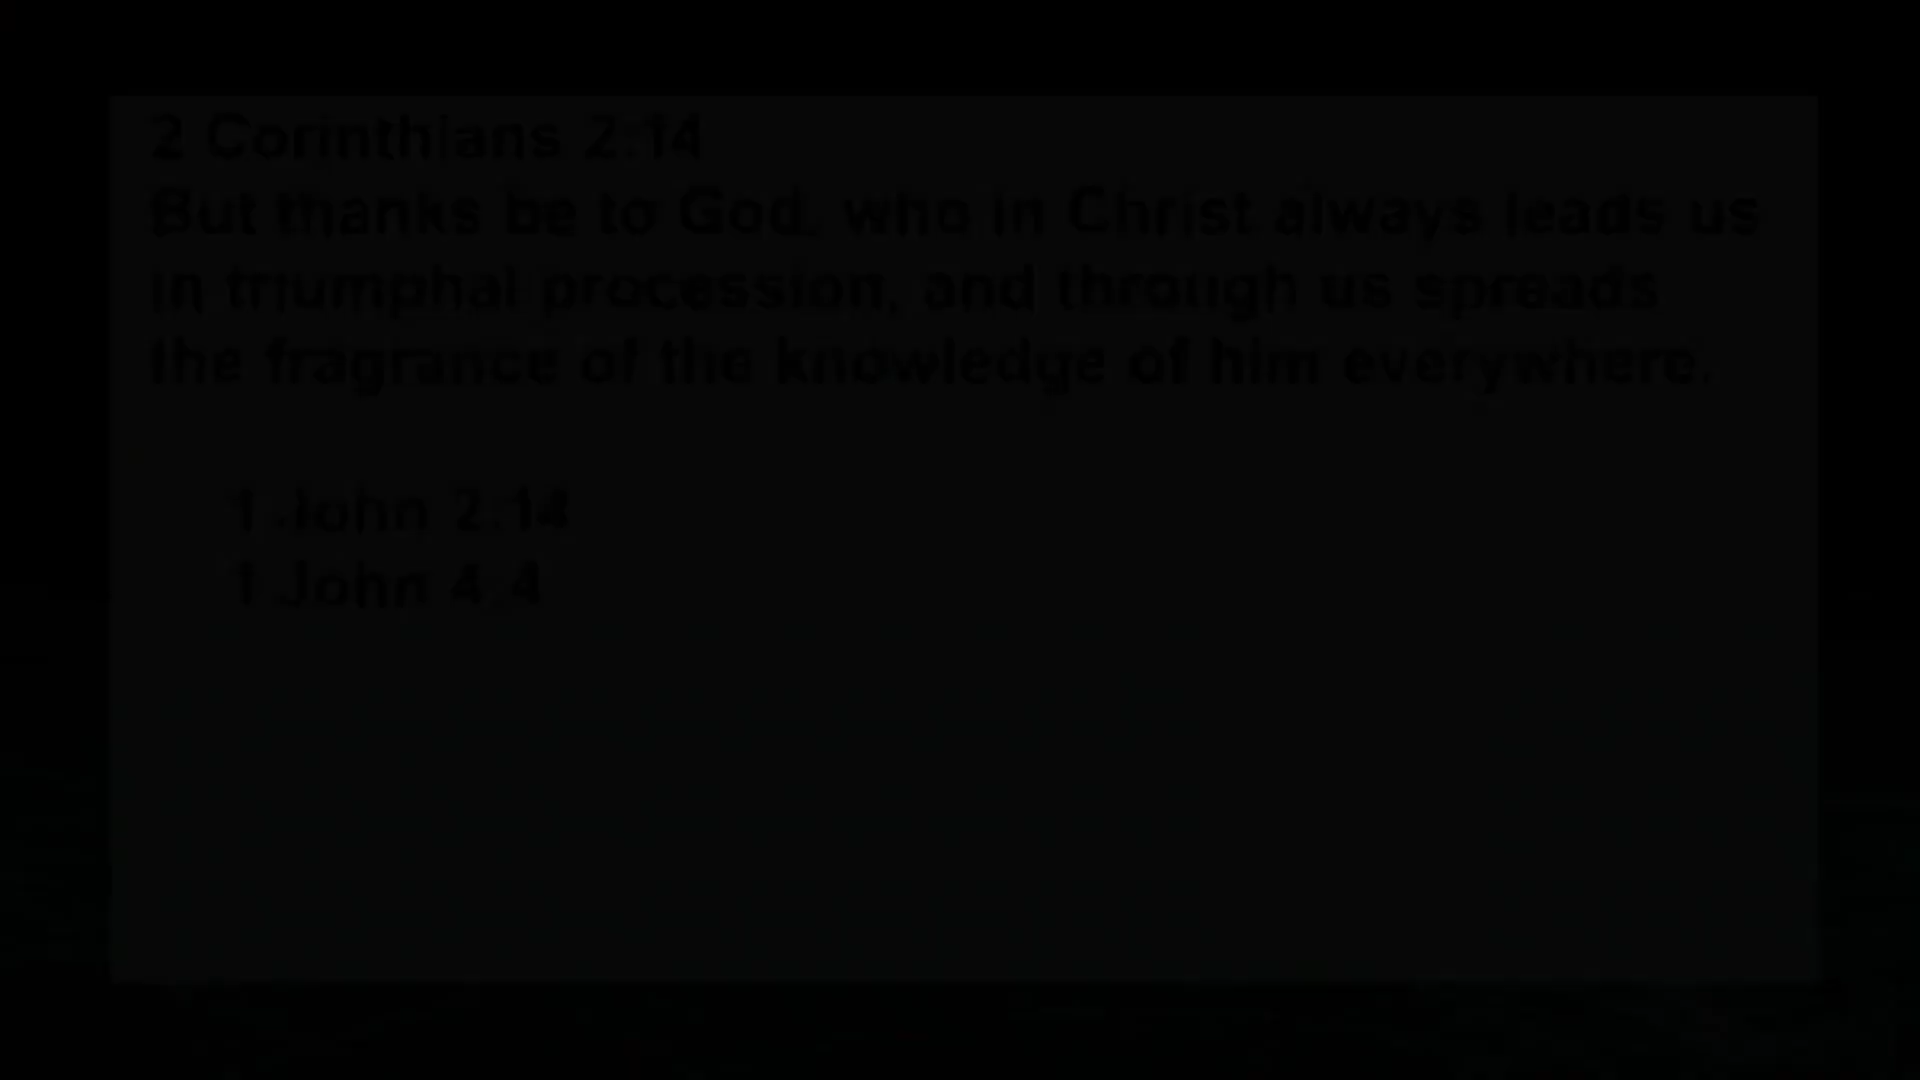 2 Corinthians 2:14
But thanks be to God, who in Christ always leads us
in triumphal procession, and through us spreads
the fragrance of the knowledge of him everywhere.
1 John 2:14
1 John 4:4